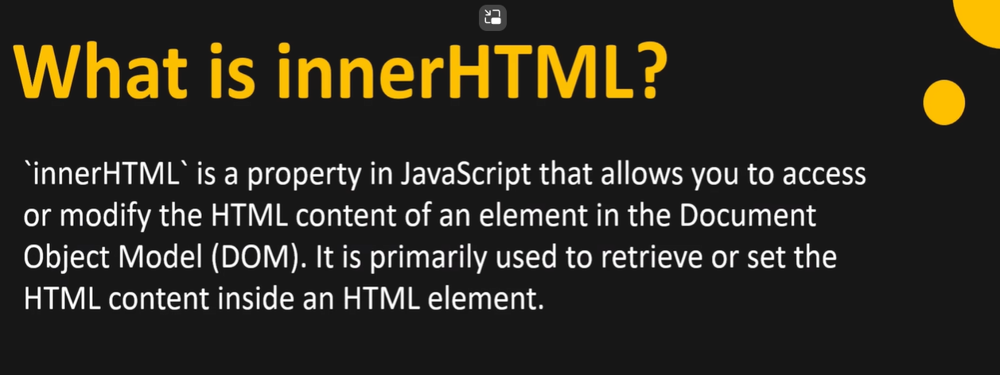 What is innerHTML?
`innerHTML` is a property in JavaScript that allows you to access
or modify the HTML content of an element in the Document
Object Model (DOM). It is primarily used to retrieve or set the
HTML content inside an HTML element.